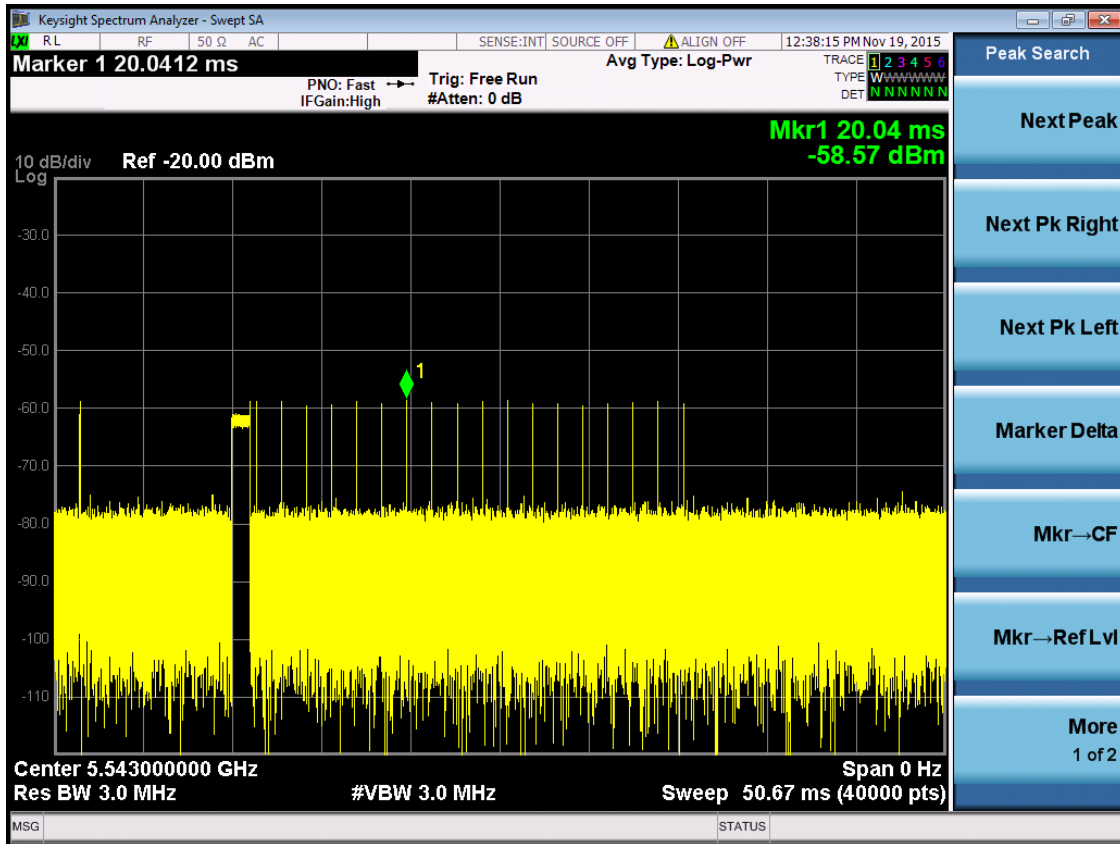 Keysight Spectrum Analyzer - Swept SA
LXI RL RF 50 Ω AC SENSE:INT SOURCE OFF ALIGN OFF 12:38:15 PM Nov 19, 2015
Marker 1 20.0412 ms
PNO: Fast
IFGain:High
Trig: Free Run
#Atten: 0 dB
Avg Type: Log-Pwr
TRACE 1 2 3 4 5 6
TYPE WWWWWWW
DET N N N N N N
Mkr1 20.04 ms
-58.57 dBm
10 dB/div Ref -20.00 dBm
Log
-30.0
-40.0
-50.0
-60.0
-70.0
-80.0
-90.0
-100
-110
1
Center 5.543000000 GHz Span 0 Hz
Res BW 3.0 MHz #VBW 3.0 MHz Sweep 50.67 ms (40000 pts)
MSG STATUS
Peak Search
Next Peak
Next Pk Right
Next Pk Left
Marker Delta
Mkr→CF
Mkr→Ref Lvl
More
1 of 2